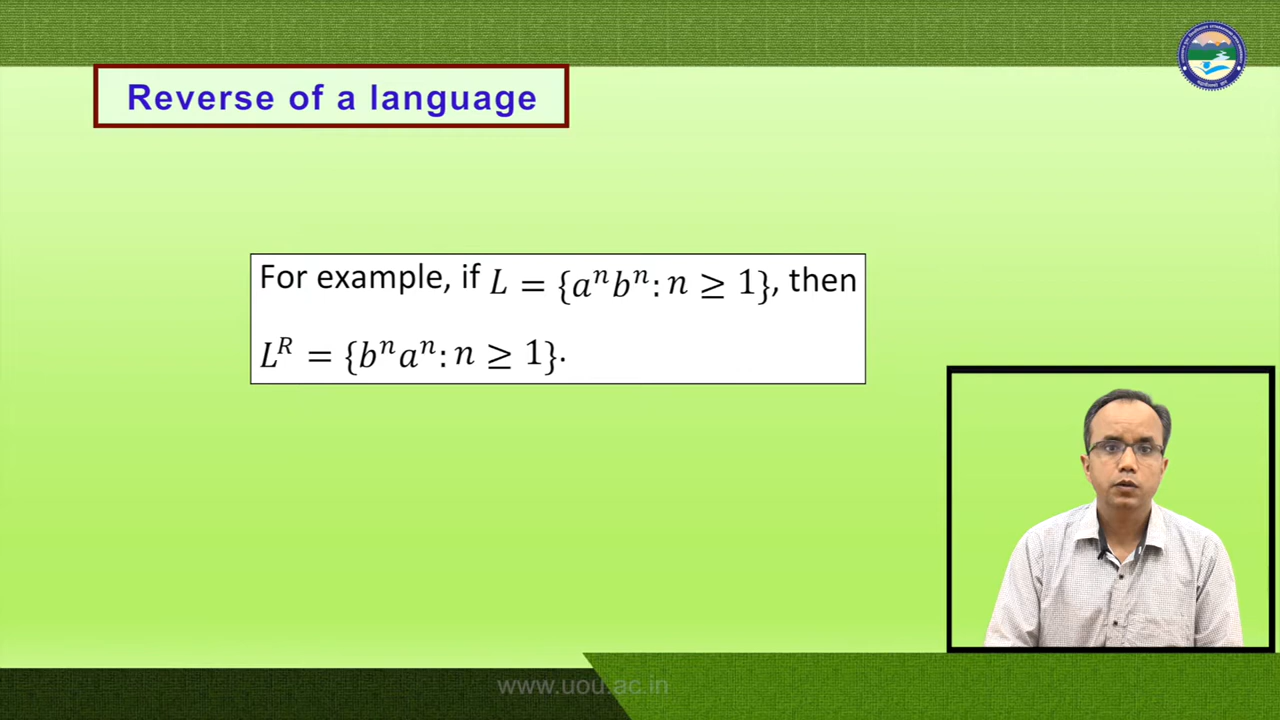 Reverse of a language
For example, if L = {aⁿbⁿ: n ≥ 1}, then
Lᴿ = {bⁿaⁿ: n ≥ 1}.
www.uou.ac.in